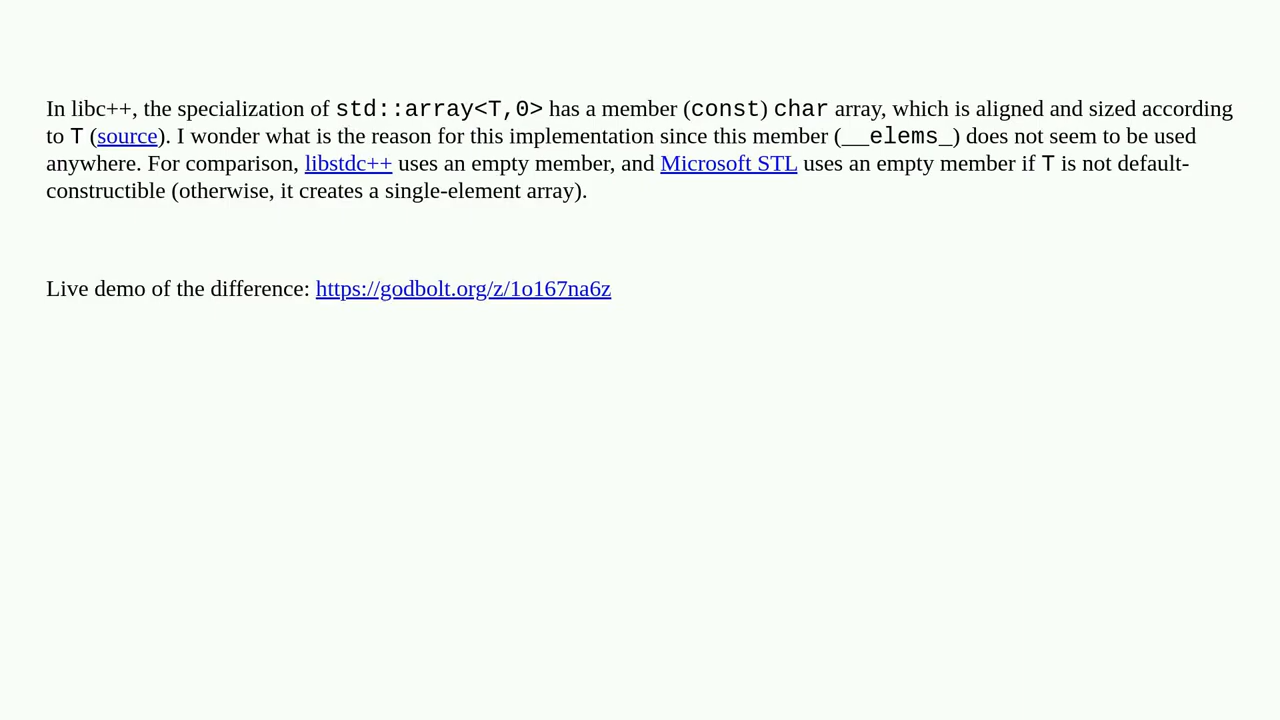 In libc++, the specialization of std::array<T,0> has a member (const) char array, which is aligned and sized according
to T (source). I wonder what is the reason for this implementation since this member (__elems_) does not seem to be used
anywhere. For comparison, libstdc++ uses an empty member, and Microsoft STL uses an empty member if T is not default-
constructible (otherwise, it creates a single-element array).
Live demo of the difference: https://godbolt.org/z/1o167na6z